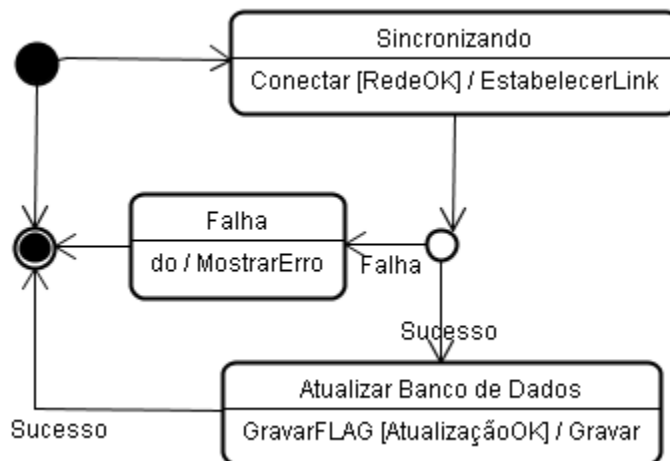 Sincronizando
Conectar [RedeOK] / EstabelecerLink
Falha
do / MostrarErro
Falha
Sucesso
Atualizar Banco de Dados
GravarFLAG [AtualizaçãoOK] / Gravar
Sucesso